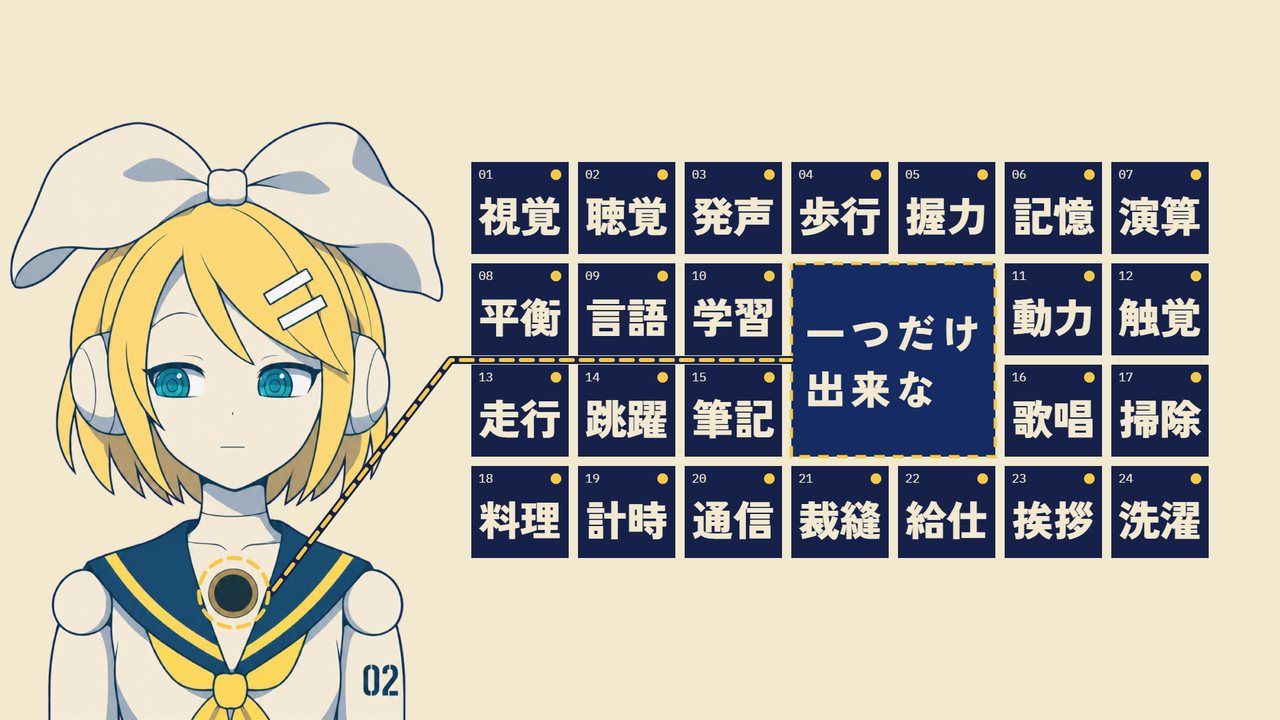 01
視覚
02
聴覚
03
発声
04
歩行
05
握力
06
記憶
07
演算
08
平衡
09
言語
10
学習
一つだけ
出来な
11
動力
12
触覚
13
走行
14
跳躍
15
筆記
16
歌唱
17
掃除
18
料理
19
計時
20
通信
21
裁縫
22
給仕
23
挨拶
24
洗濯
02